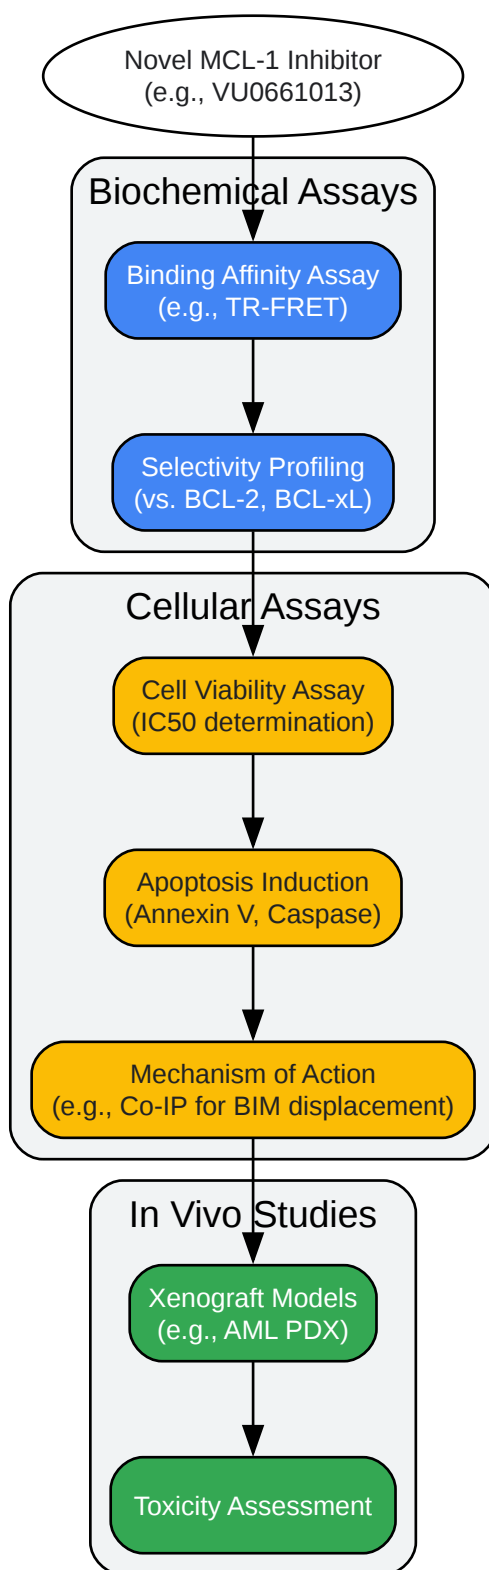 Novel MCL-1 Inhibitor
(e.g., VU0661013)
Biochemical Assays
Binding Affinity Assay
(e.g., TR-FRET)
Selectivity Profiling
(vs. BCL-2, BCL-xL)
Cellular Assays
Cell Viability Assay
(IC50 determination)
Apoptosis Induction
(Annexin V, Caspase)
Mechanism of Action
(e.g., Co-IP for BIM displacement)
In Vivo Studies
Xenograft Models
(e.g., AML PDX)
Toxicity Assessment